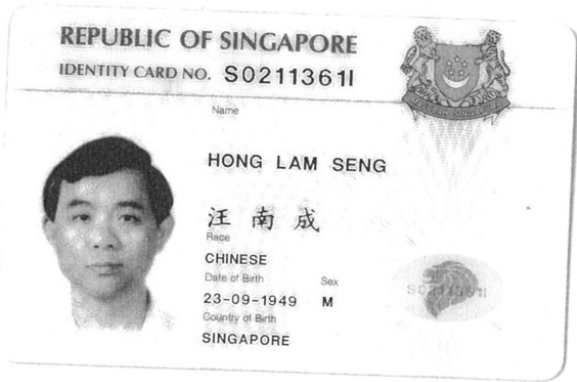 REPUBLIC OF SINGAPORE
IDENTITY CARD NO. S0211361I
Name
HONG LAM SENG
汪南成
Race
CHINESE
Date of Birth Sex
23-09-1949 M
Country of Birth
SINGAPORE